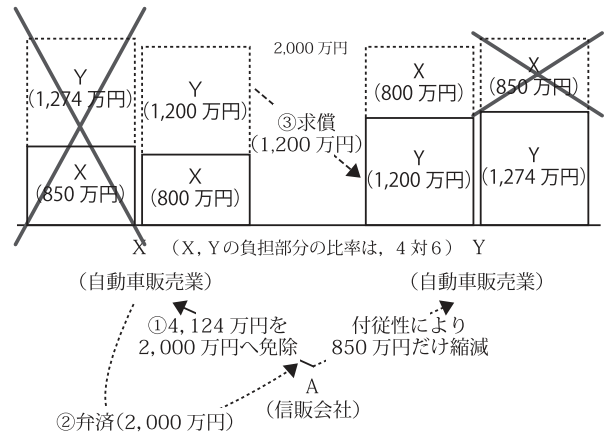 2,000 万円
Y
(1,274 万円)
X
(850 万円)
Y
(1,200 万円)
X
(800 万円)
③求償
(1,200 万円)
X
(800 万円)
Y
(1,200 万円)
X
(850 万円)
Y
(1,274 万円)
X (X, Yの負担部分の比率は, 4対6) Y
(自動車販売業) (自動車販売業)
①4,124 万円を
2,000 万円へ免除
付従性により
850 万円だけ縮減
A
(信販会社)
②弁済(2,000 万円)